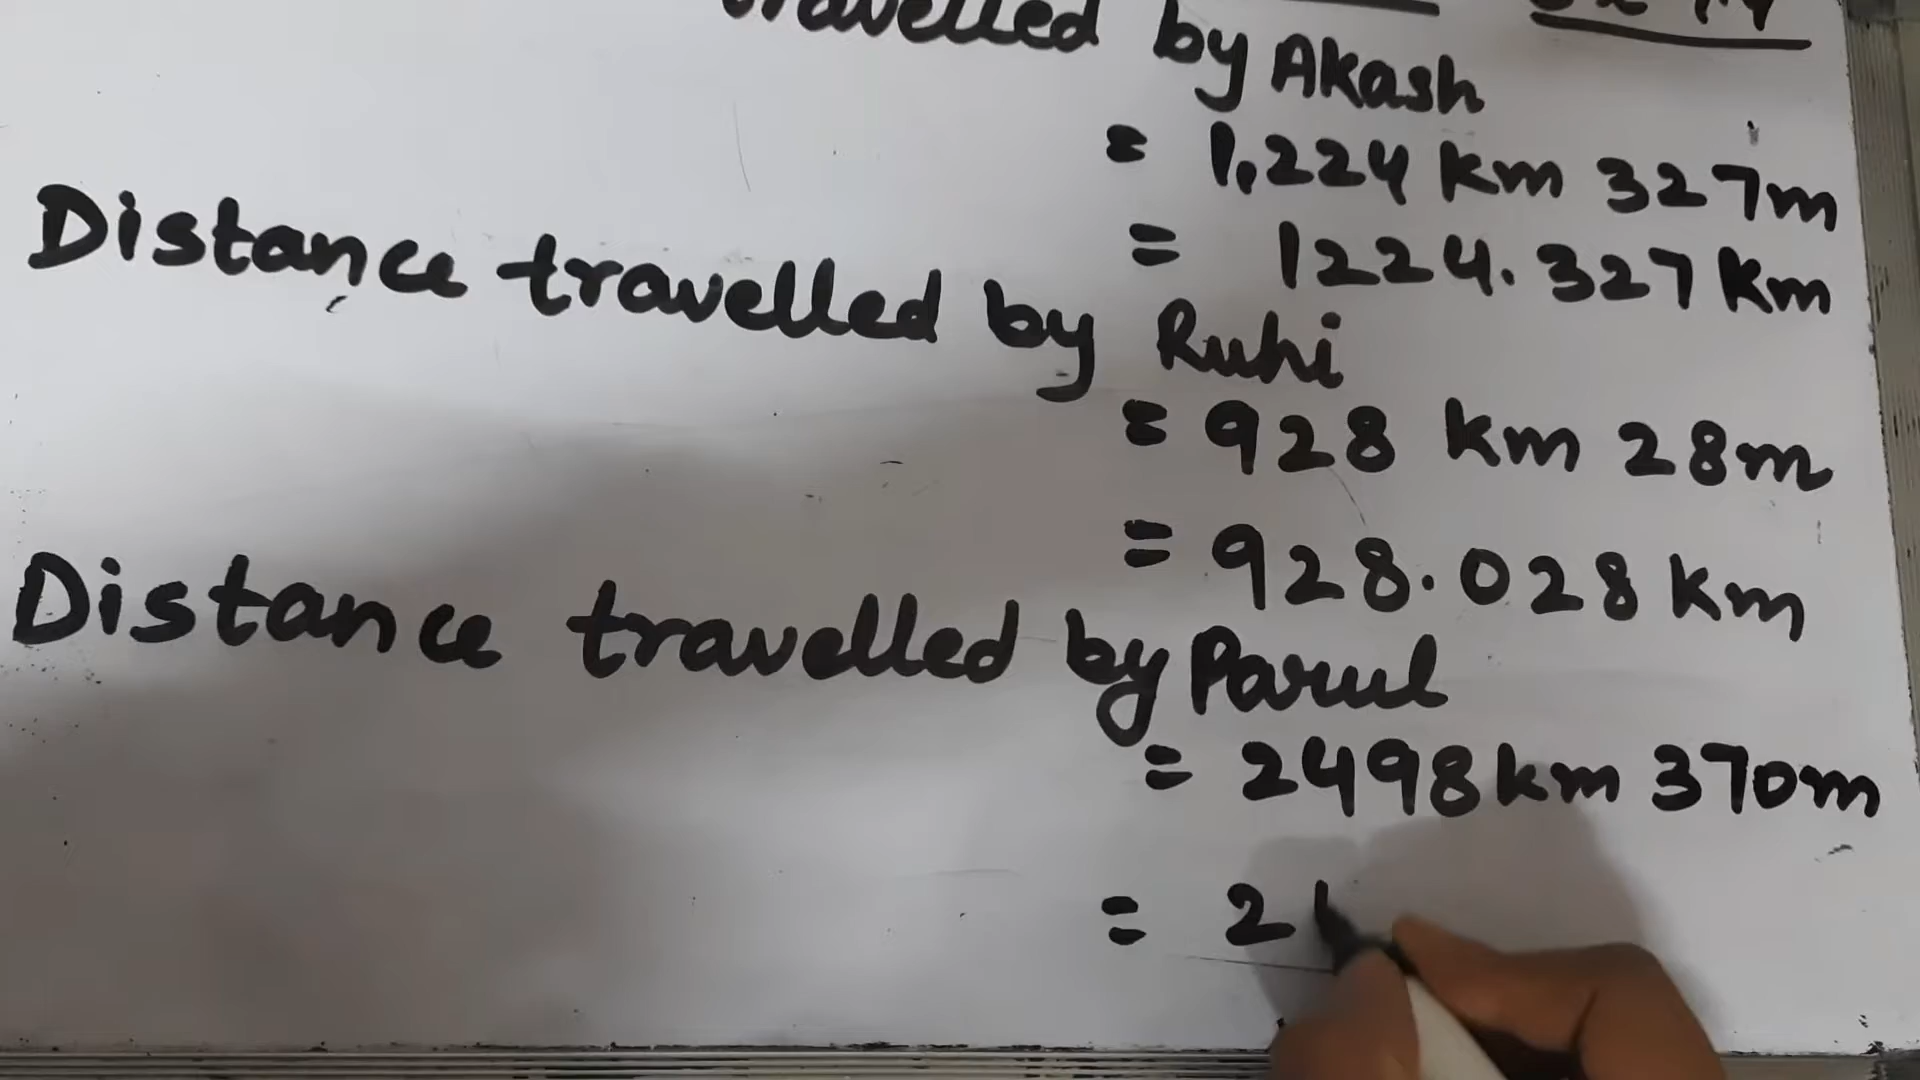 travelled by Akash
= 1,224 km 327m
= 1224.327 Km
Distance travelled by Ruhi
= 928 km 28m
= 928.028 km
Distance travelled by Parul
= 2498 km 370m
= 2